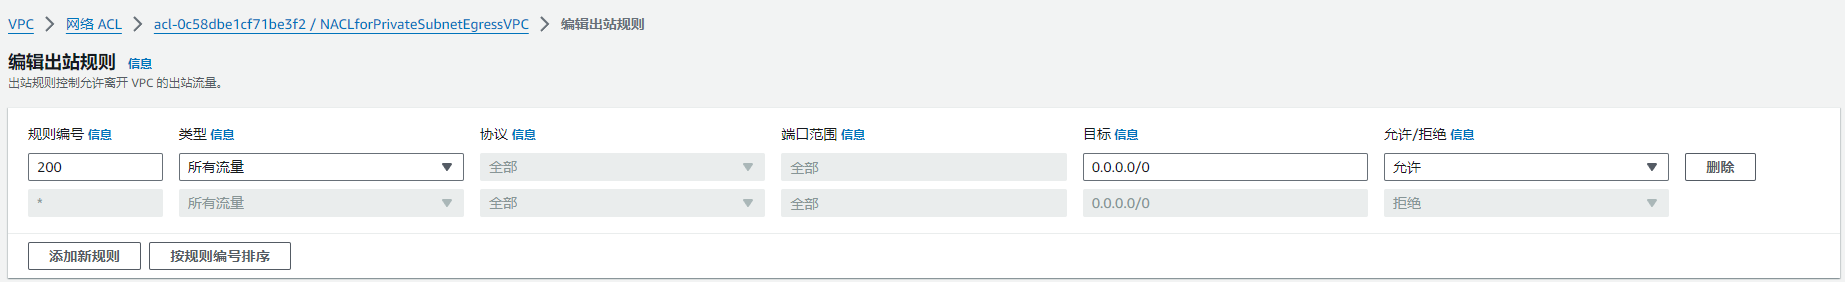 VPC > 网络 ACL > acl-0c58dbe1cf71be3f2 / NACLforPrivateSubnetEgressVPC > 编辑出站规则
编辑出站规则 信息
出站规则控制允许离开 VPC 的出站流量。
规则编号 信息 类型 信息 协议 信息 端口范围 信息 目标 信息 允许/拒绝 信息
200 所有流量 全部 全部 0.0.0.0/0 允许 删除
* 所有流量 全部 全部 0.0.0.0/0 拒绝
添加新规则 按规则编号排序